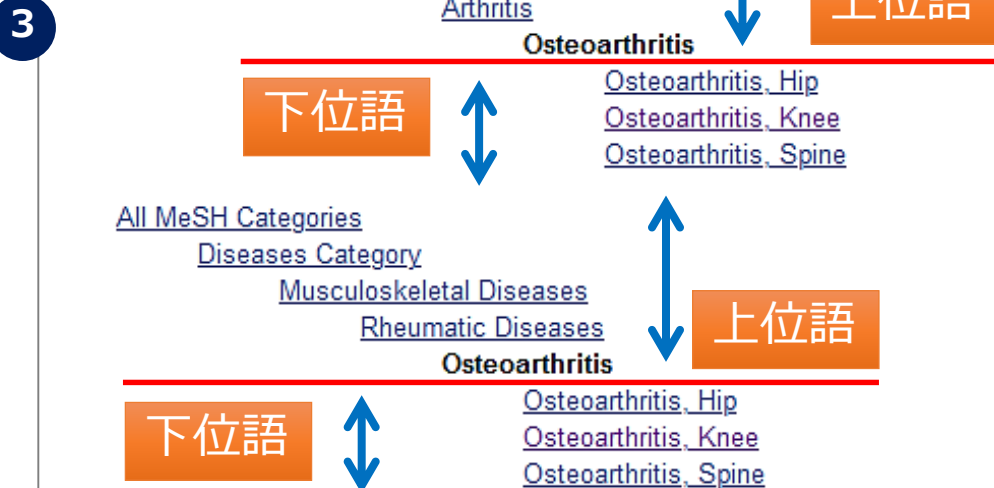 3
Arthritis
上位語
Osteoarthritis
下位語
Osteoarthritis, Hip
Osteoarthritis, Knee
Osteoarthritis, Spine
All MeSH Categories
Diseases Category
Musculoskeletal Diseases
Rheumatic Diseases
上位語
Osteoarthritis
下位語
Osteoarthritis, Hip
Osteoarthritis, Knee
Osteoarthritis, Spine